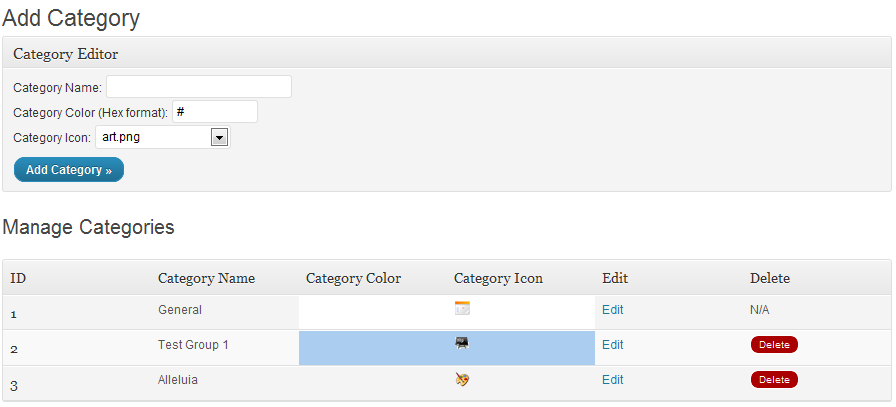 Add Category
Category Editor
Category Name:
Category Color (Hex format): #
Category Icon: art.png
Add Category »
Manage Categories
ID Category Name Category Color Category Icon Edit Delete
1 General Edit N/A
2 Test Group 1 Edit Delete
3 Alleluia Edit Delete